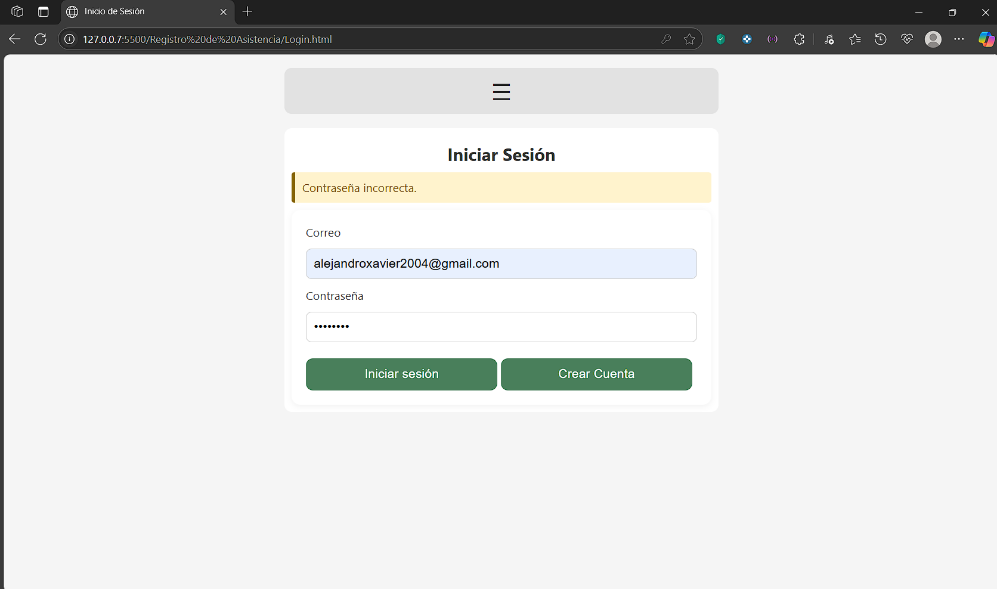 Inicio de Sesión
127.0.0.7:5500/Registro%20de%20Asistencia/Login.html
Iniciar Sesión
Contraseña incorrecta.
Correo
alejandroxavier2004@gmail.com
Contraseña
••••••••
Iniciar sesión
Crear Cuenta